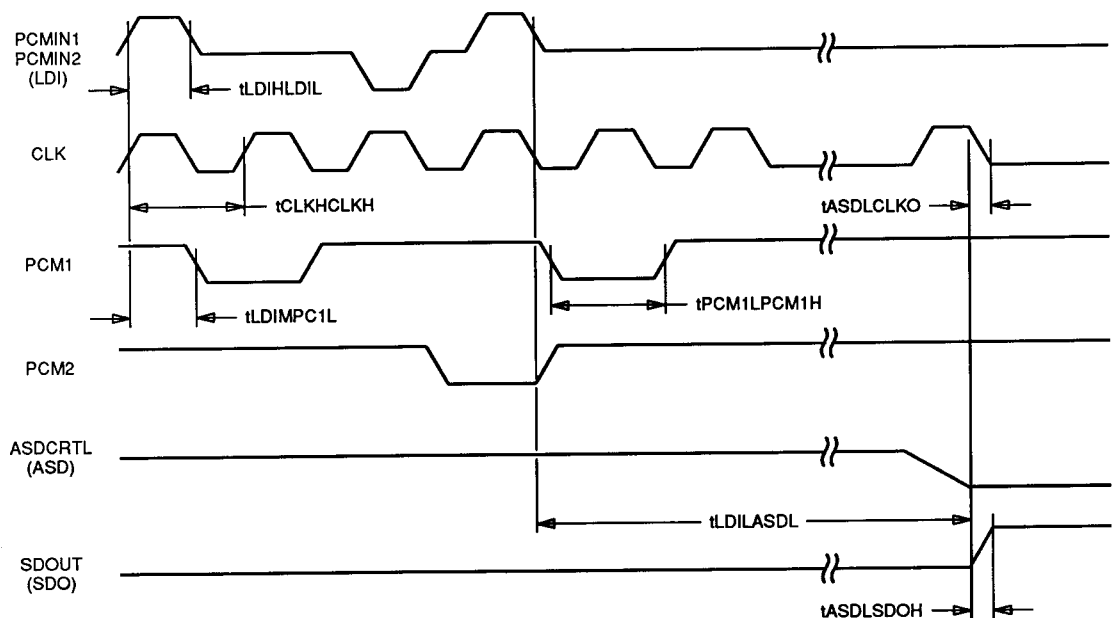 PCMIN1
PCMIN2
(LDI)
tLDIHLDIL
CLK
tCLKHCLKH
tASDLCLKO
PCM1
tPCM1LPCM1H
tLDIMPC1L
PCM2
ASDCRTL
(ASD)
tLDILASDL
SDOUT
(SDO)
tASDLSDOH